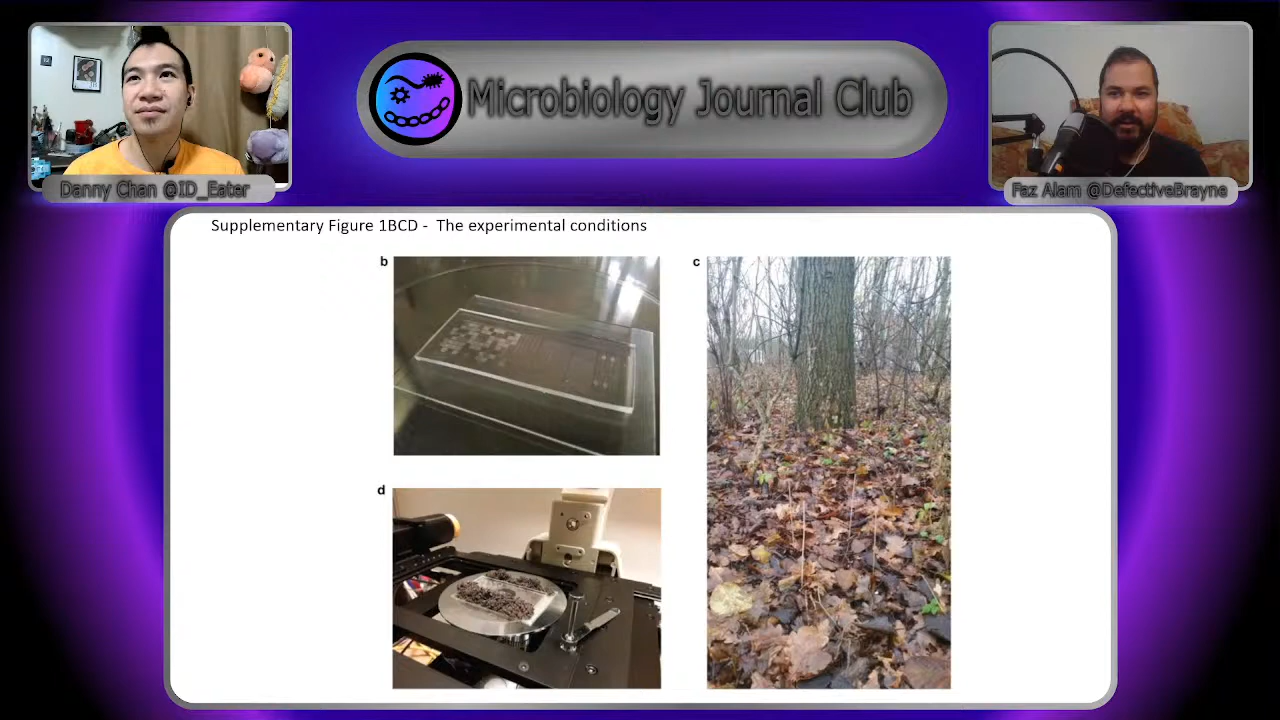 Microbiology Journal Club
Danny Chan @ID_Eater
Faz Alam @DefectiveBrayne
Supplementary Figure 1BCD - The experimental conditions
b
c
d